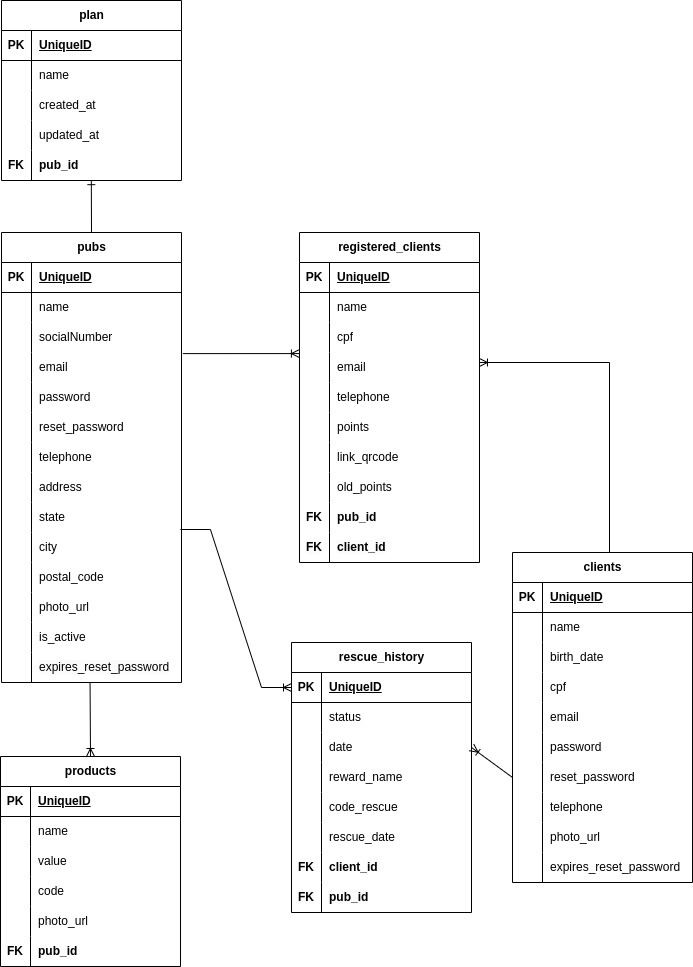 plan
PK UniqueID
name
created_at
updated_at
FK pub_id
pubs
PK UniqueID
name
socialNumber
email
password
reset_password
telephone
address
state
city
postal_code
photo_url
is_active
expires_reset_password
registered_clients
PK UniqueID
name
cpf
email
telephone
points
link_qrcode
old_points
FK pub_id
FK client_id
clients
PK UniqueID
name
birth_date
cpf
email
password
reset_password
telephone
photo_url
expires_reset_password
rescue_history
PK UniqueID
status
date
reward_name
code_rescue
rescue_date
FK client_id
FK pub_id
products
PK UniqueID
name
value
code
photo_url
FK pub_id